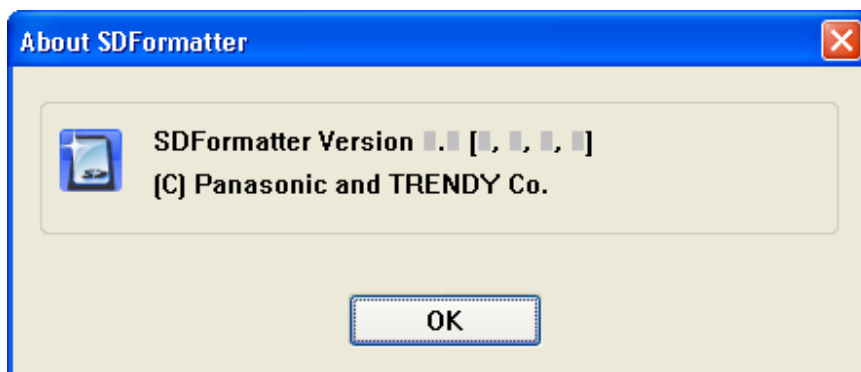 About SDFormatter
SDFormatter Version
(C) Panasonic and TRENDY Co.
OK